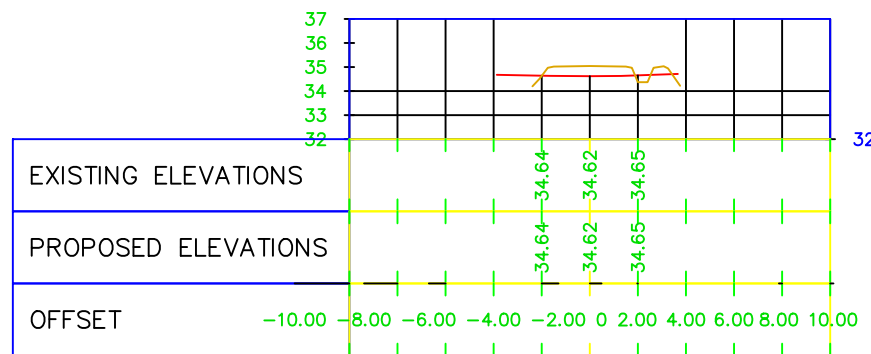 37
36
35
34
33
32
32
EXISTING ELEVATIONS 34.64 34.62 34.65
PROPOSED ELEVATIONS 34.64 34.62 34.65
OFFSET -10.00 -8.00 -6.00 -4.00 -2.00 0 2.00 4.00 6.00 8.00 10.00